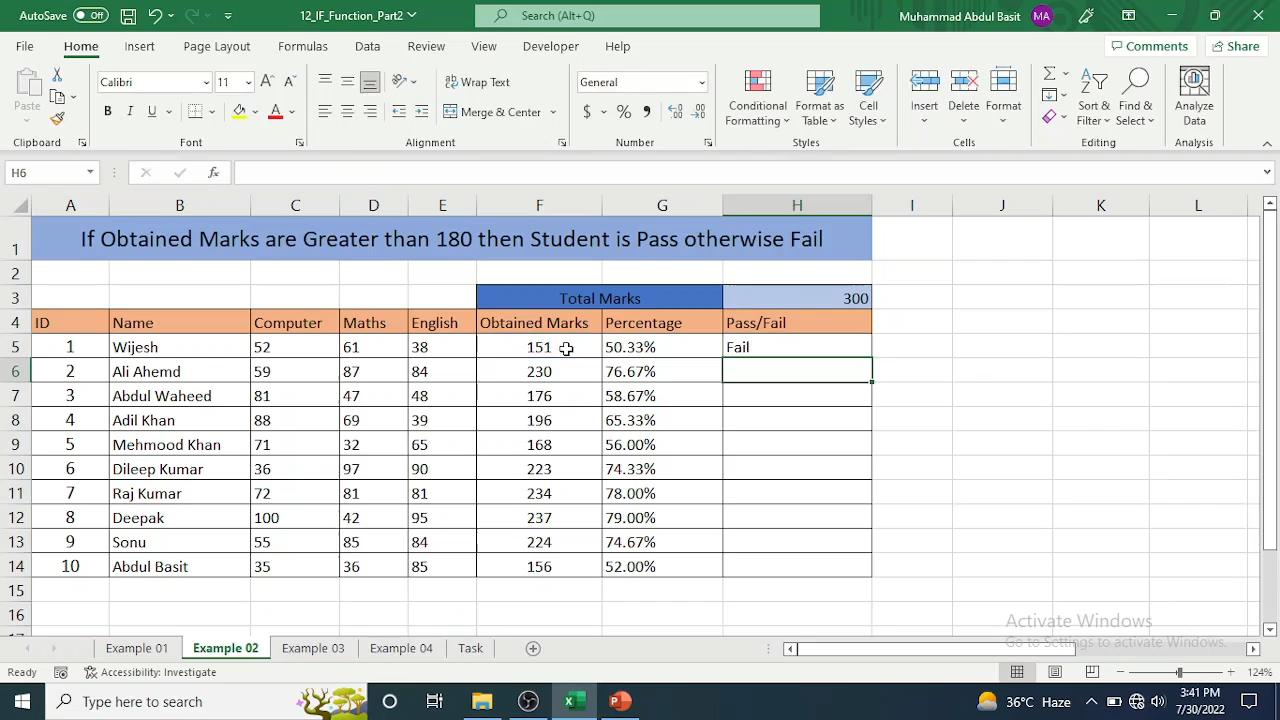 AutoSave Off 12_IF_Function_Part2 Search (Alt+Q) Muhammad Abdul Basit MA
File Home Insert Page Layout Formulas Data Review View Developer Help Comments Share
Paste Calibri 11 Wrap Text General Conditional Formatting Format as Table Cell Styles Insert Delete Format Sort & Filter Find & Select Analyze Data
B I U Merge & Center $ %
Clipboard Font Alignment Number Styles Cells Editing Analysis
H6 fx
A B C D E F G H I J K L
1 If Obtained Marks are Greater than 180 then Student is Pass otherwise Fail
2
3 Total Marks 300
4 ID Name Computer Maths English Obtained Marks Percentage Pass/Fail
5 1 Wijesh 52 61 38 151 50.33% Fail
6 2 Ali Ahemd 59 87 84 230 76.67%
7 3 Abdul Waheed 81 47 48 176 58.67%
8 4 Adil Khan 88 69 39 196 65.33%
9 5 Mehmood Khan 71 32 65 168 56.00%
10 6 Dileep Kumar 36 97 90 223 74.33%
11 7 Raj Kumar 72 81 81 234 78.00%
12 8 Deepak 100 42 95 237 79.00%
13 9 Sonu 55 85 84 224 74.67%
14 10 Abdul Basit 35 36 85 156 52.00%
15
16
Activate Windows
Go to Settings to activate Windows.
Example 01 Example 02 Example 03 Example 04 Task
Ready Accessibility: Investigate 124%
Type here to search 36°C Haze 3:41 PM
7/30/2022